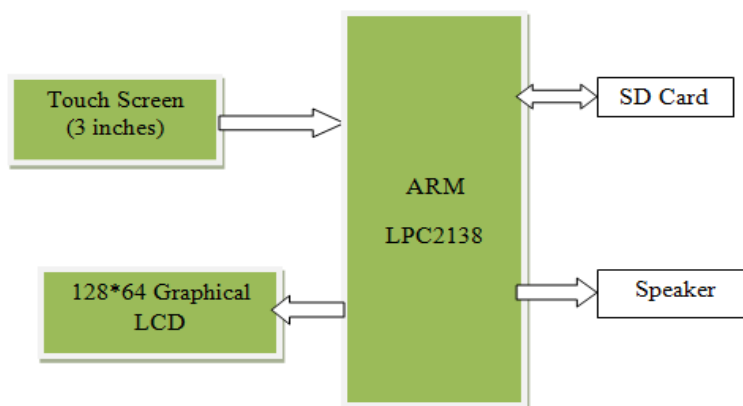 Touch Screen
(3 inches)
ARM
LPC2138
SD Card
128*64 Graphical
LCD
Speaker